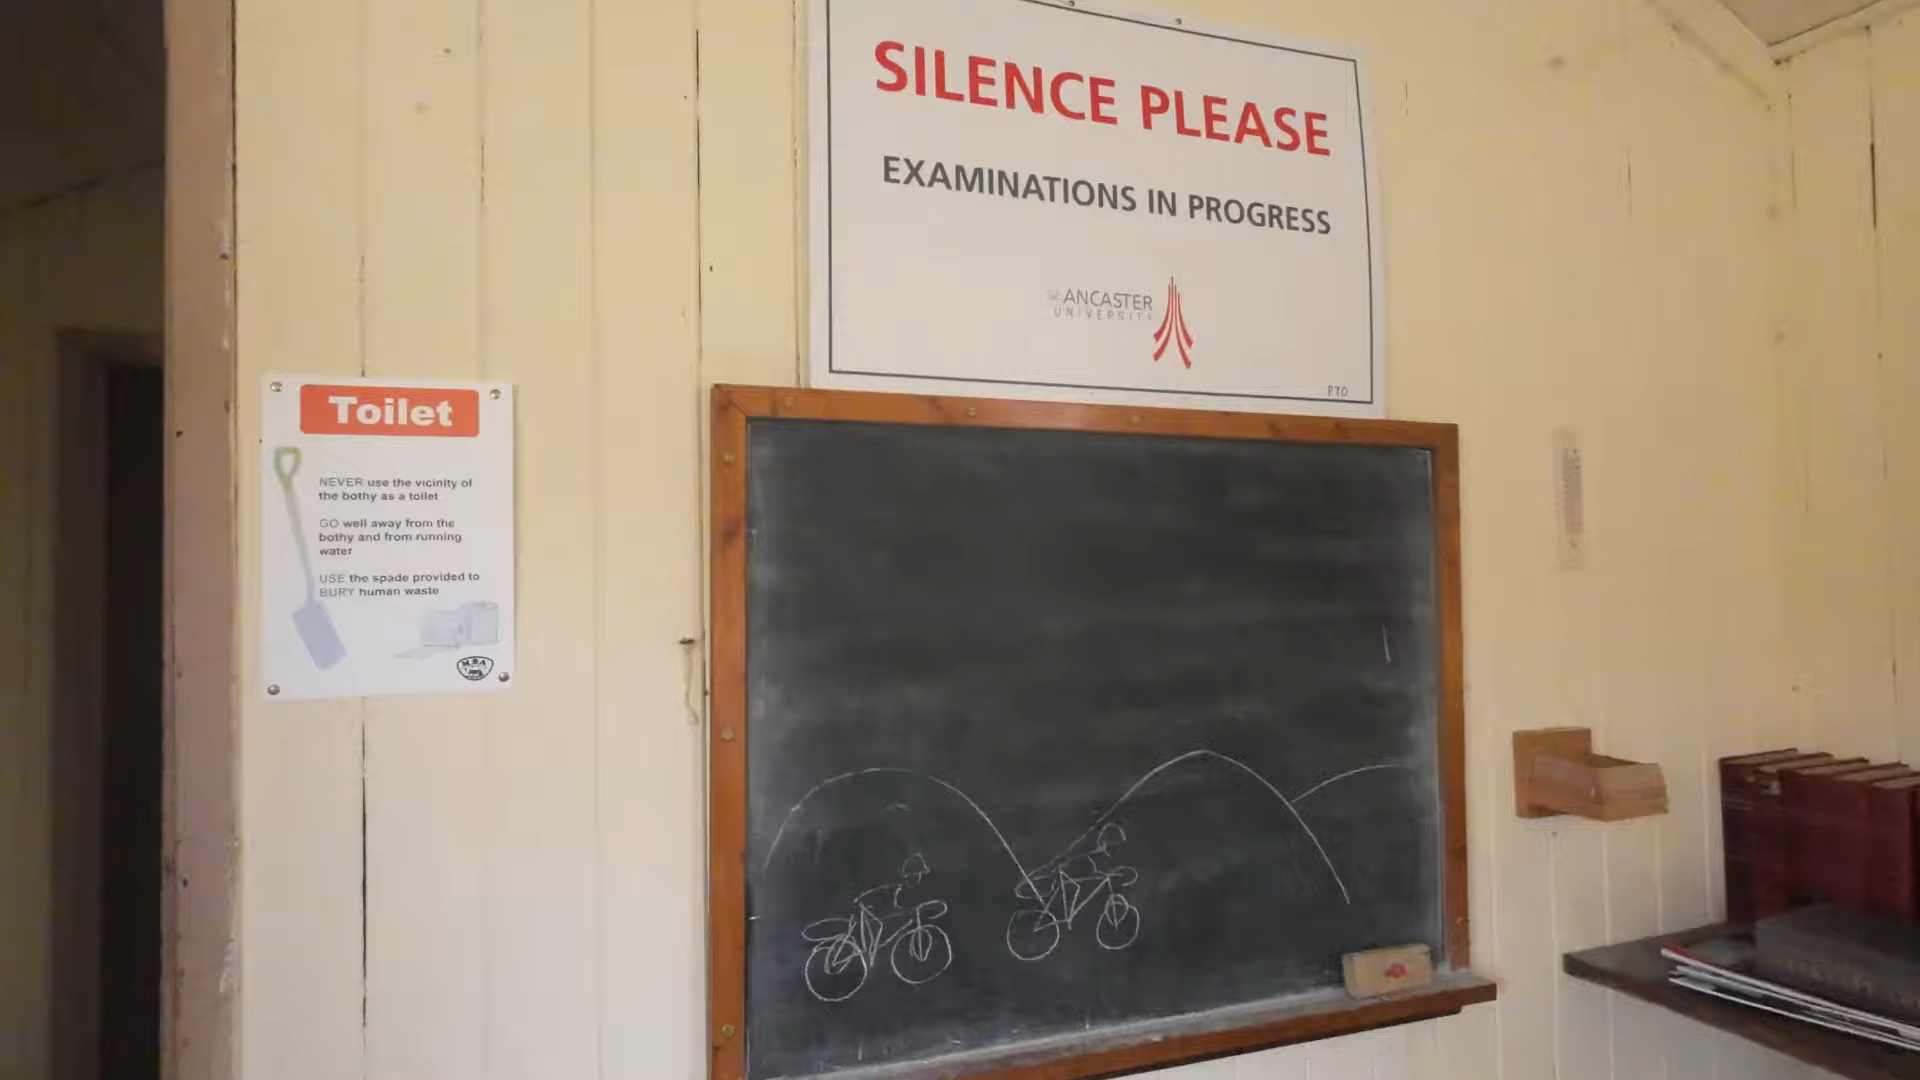 SILENCE PLEASE
EXAMINATIONS IN PROGRESS
ANCASTER
UNIVERSITY
PTO
Toilet
NEVER use the vicinity of
the bothy as a toilet
GO well away from the
bothy and from running
water
USE the spade provided to
BURY human waste
MBA